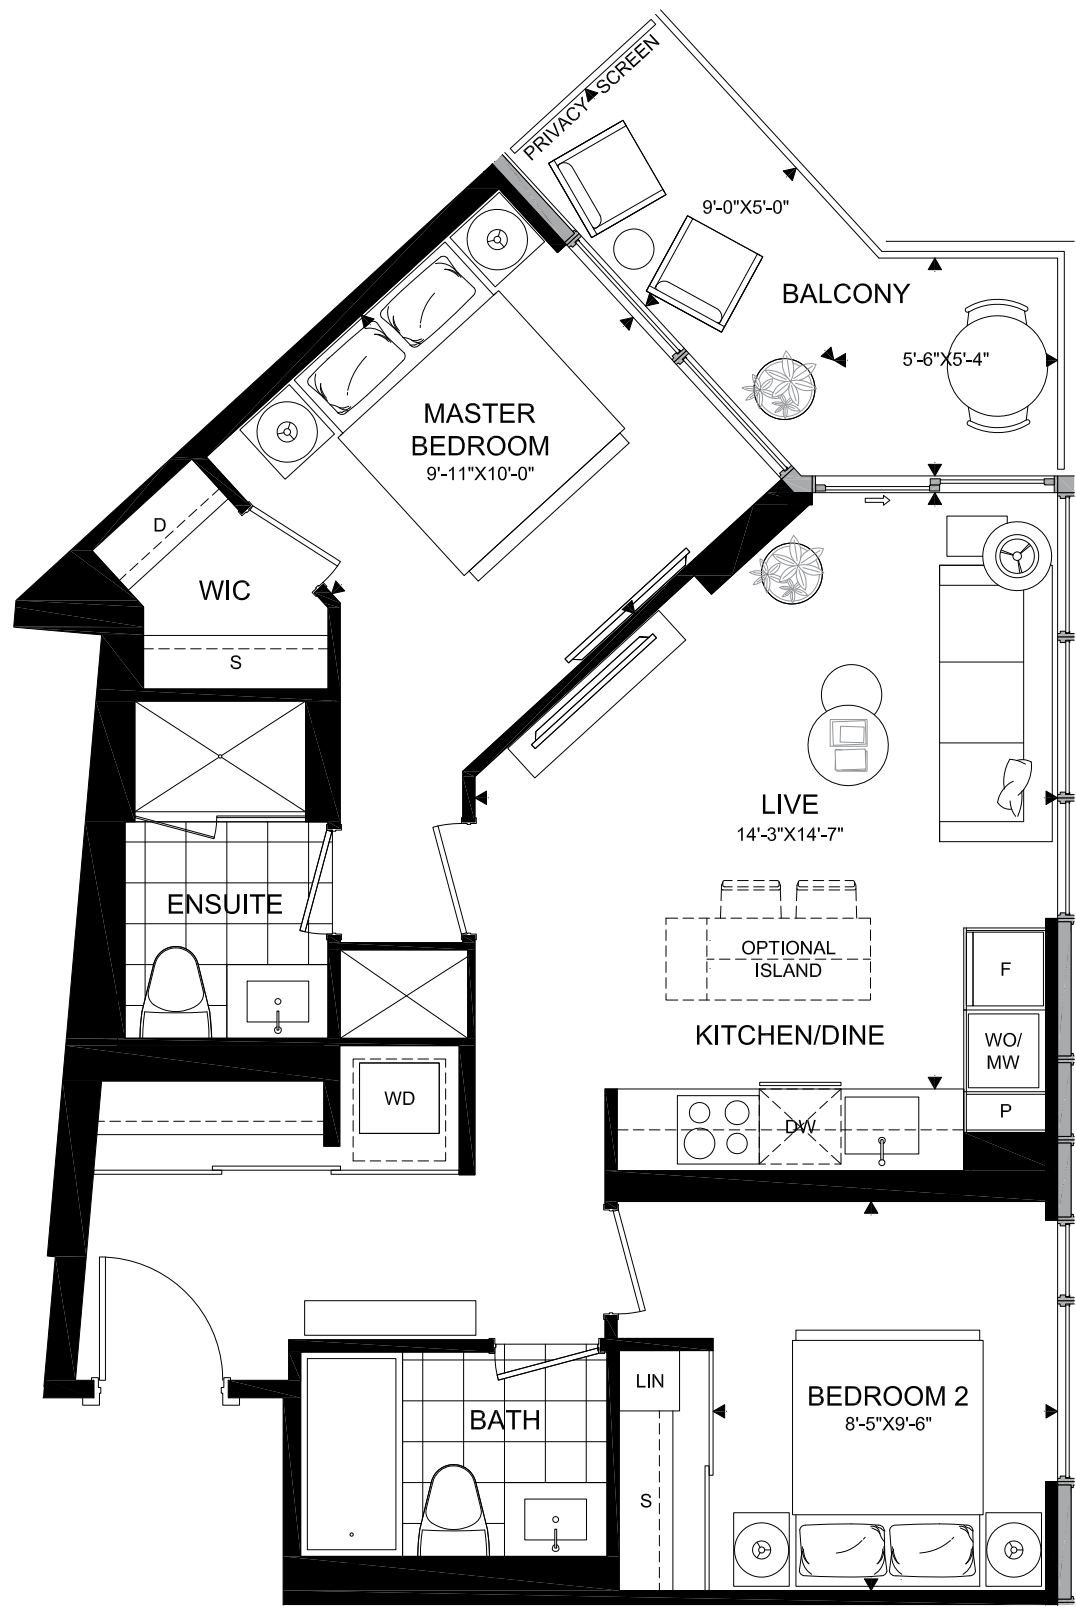 PRIVACY SCREEN
9'-0"X5'-0"
BALCONY
5'-6"X5'-4"
MASTER
BEDROOM
9'-11"X10'-0"
D
WIC
S
LIVE
14'-3"X14'-7"
ENSUITE
OPTIONAL
ISLAND
F
KITCHEN/DINE
WO/
MW
WD
P
DW
LIN
BEDROOM 2
8'-5"X9'-6"
BATH
S